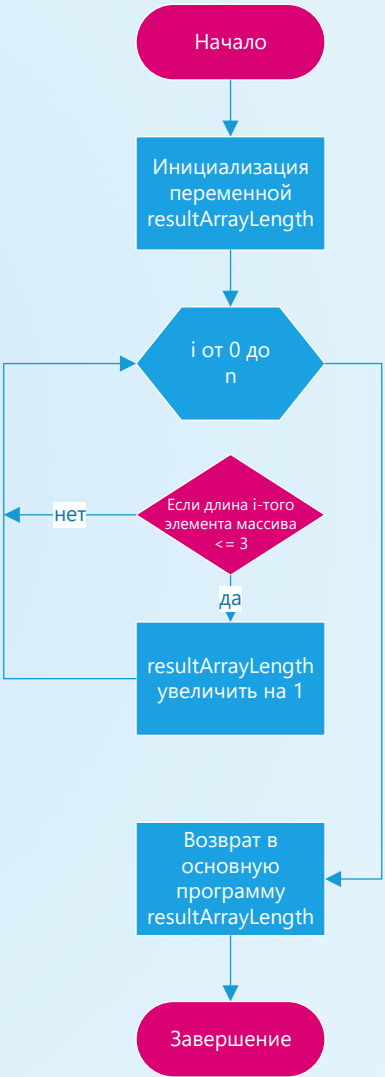 Начало
Инициализация
переменной
resultArrayLength
i от 0 до
n
Если длина i-того
элемента массива
<= 3
нет
да
resultArrayLength
увеличить на 1
Возврат в
основную
программу
resultArrayLength
Завершение